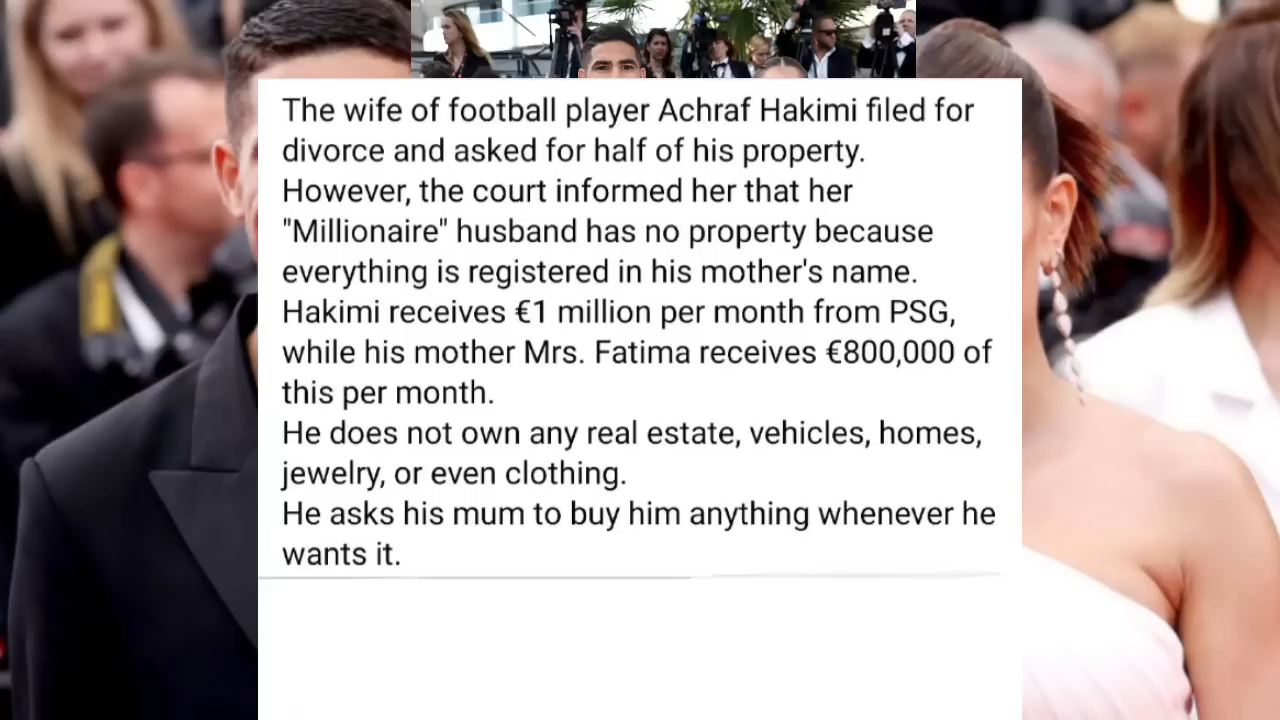 The wife of football player Achraf Hakimi filed for
divorce and asked for half of his property.
However, the court informed her that her
"Millionaire" husband has no property because
everything is registered in his mother's name.
Hakimi receives €1 million per month from PSG,
while his mother Mrs. Fatima receives €800,000 of
this per month.
He does not own any real estate, vehicles, homes,
jewelry, or even clothing.
He asks his mum to buy him anything whenever he
wants it.